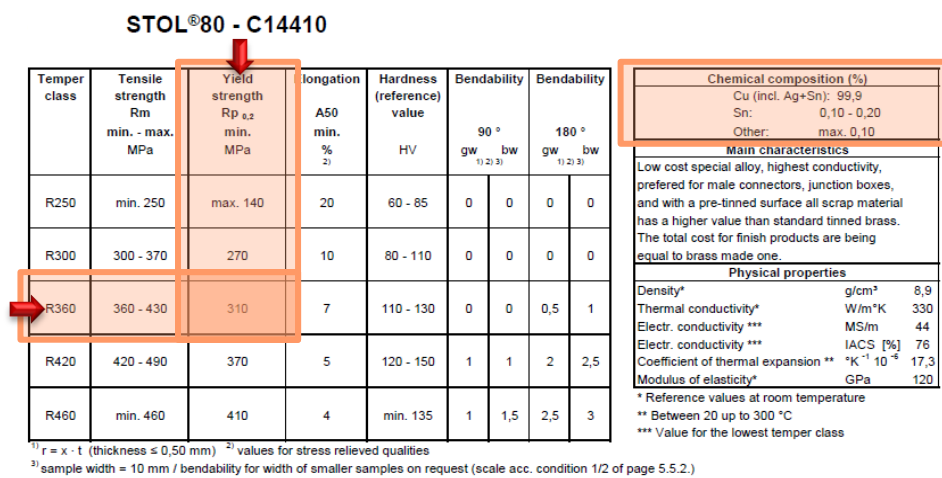 STOL®80 - C14410
Temper class Tensile strength Rm min. - max. MPa Yield strength Rp 0,2 min. MPa Elongation A50 min. % 2) Hardness (reference) value HV Bendability 90 ° gw bw 1) 2) 3) Bendability 180 ° gw bw 1) 2) 3)
R250 min. 250 max. 140 20 60 - 85 0 0 0 0
R300 300 - 370 270 10 80 - 110 0 0 0 0
R360 360 - 430 310 7 110 - 130 0 0 0,5 1
R420 420 - 490 370 5 120 - 150 1 1 2 2,5
R460 min. 460 410 4 min. 135 1 1,5 2,5 3
1) r = x · t (thickness ≤ 0,50 mm) 2) values for stress relieved qualities
3) sample width = 10 mm / bendability for width of smaller samples on request (scale acc. condition 1/2 of page 5.5.2.)
Chemical composition (%)
Cu (incl. Ag+Sn): 99,9
Sn: 0,10 - 0,20
Other: max. 0,10
Main characteristics
Low cost special alloy, highest conductivity,
prefered for male connectors, junction boxes,
and with a pre-tinned surface all scrap material
has a higher value than standard tinned brass.
The total cost for finish products are being
equal to brass made one.
Physical properties
Density* g/cm³ 8,9
Thermal conductivity* W/m°K 330
Electr. conductivity *** MS/m 44
Electr. conductivity *** IACS [%] 76
Coefficient of thermal expansion ** °K⁻¹ 10⁻⁶ 17,3
Modulus of elasticity* GPa 120
* Reference values at room temperature
** Between 20 up to 300 °C
*** Value for the lowest temper class